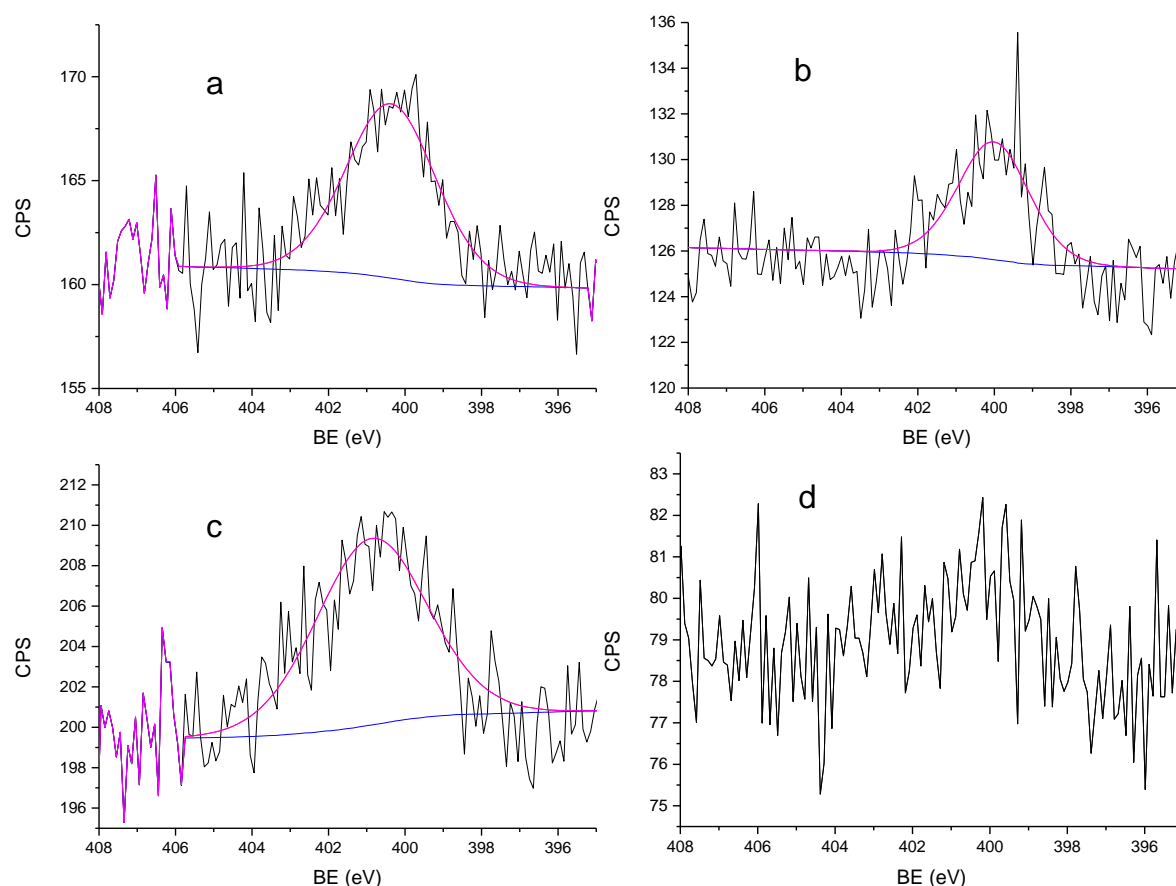 a
CPS
170
165
160
155
408 406 404 402 400 398 396
BE (eV)
b
CPS
136
134
132
130
128
126
124
122
120
408 406 404 402 400 398 396
BE (eV)
c
CPS
212
210
208
206
204
202
200
198
196
408 406 404 402 400 398 396
BE (eV)
d
CPS
83
82
81
80
79
78
77
76
75
408 406 404 402 400 398 396
BE (eV)